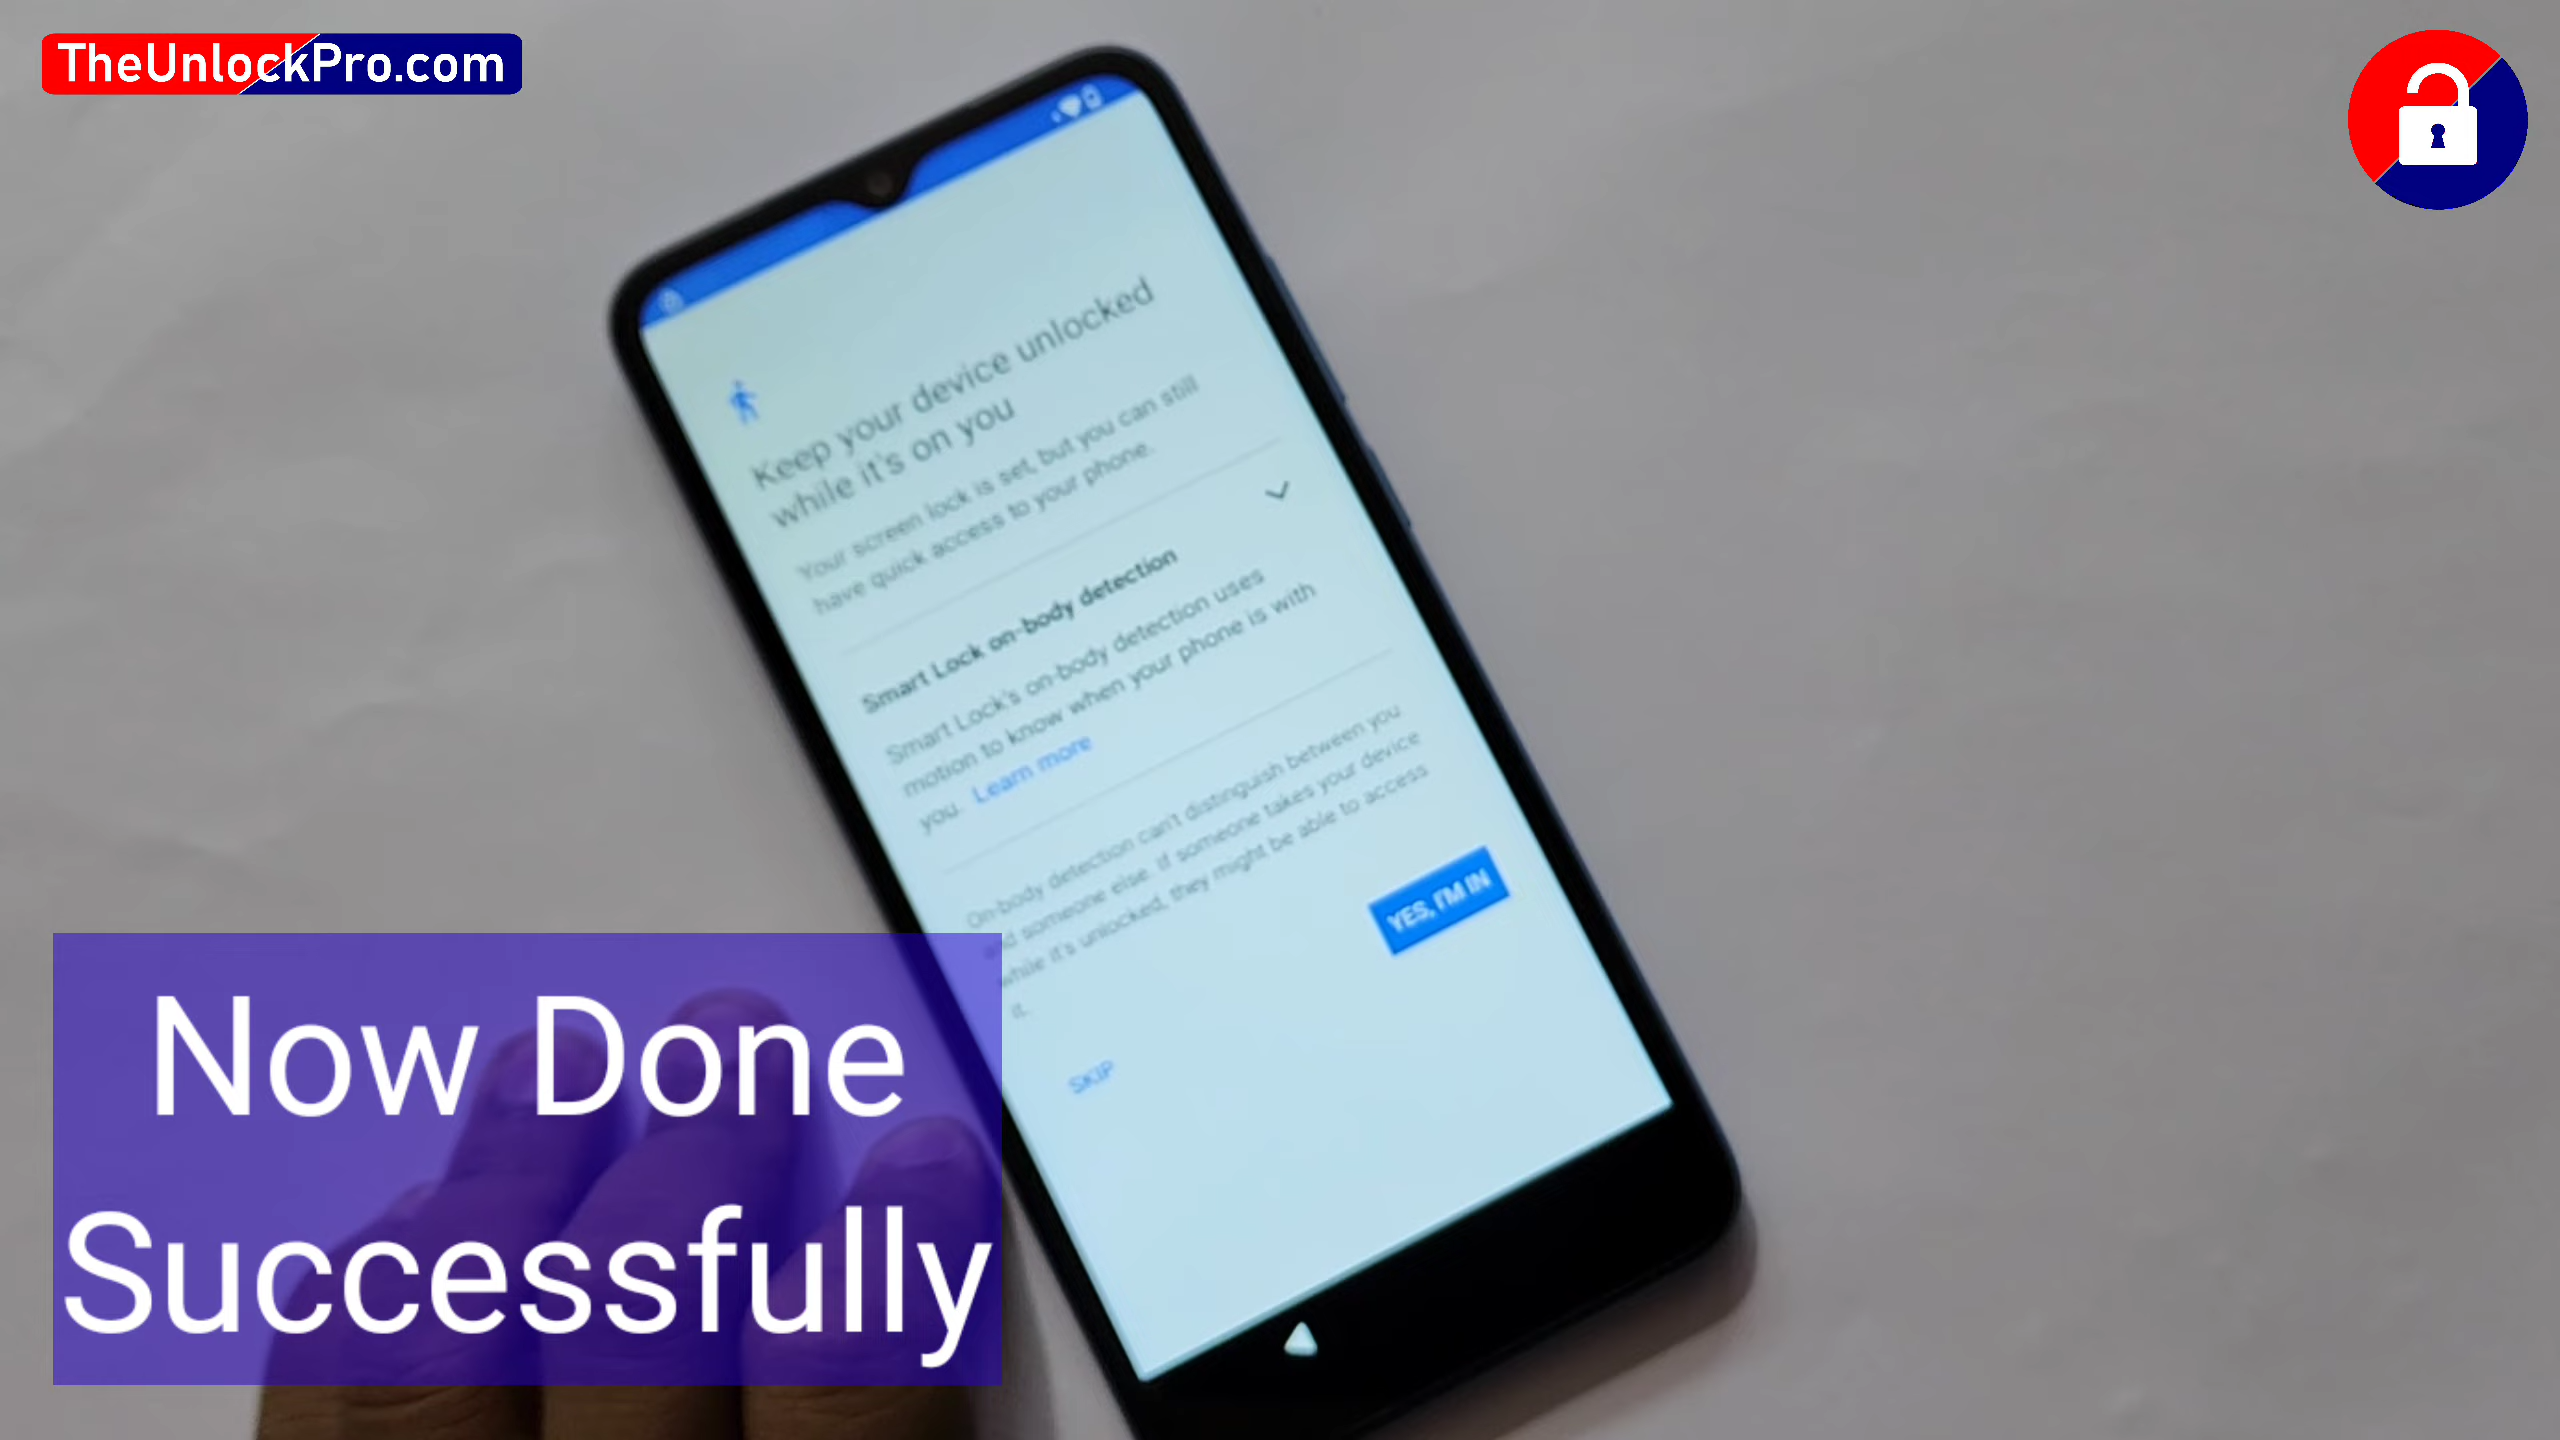 TheUnlockPro.com
Keep your device unlocked
while it's on you
Your screen lock is set, but you can still
have quick access to your phone.
Smart Lock on-body detection
Smart Lock's on-body detection uses
motion to know when your phone is with
you. Learn more
On-body detection can't distinguish between you
and someone else. If someone takes your device
while it's unlocked, they might be able to access
it.
YES, I'M IN
SKIP
Now Done
Successfully